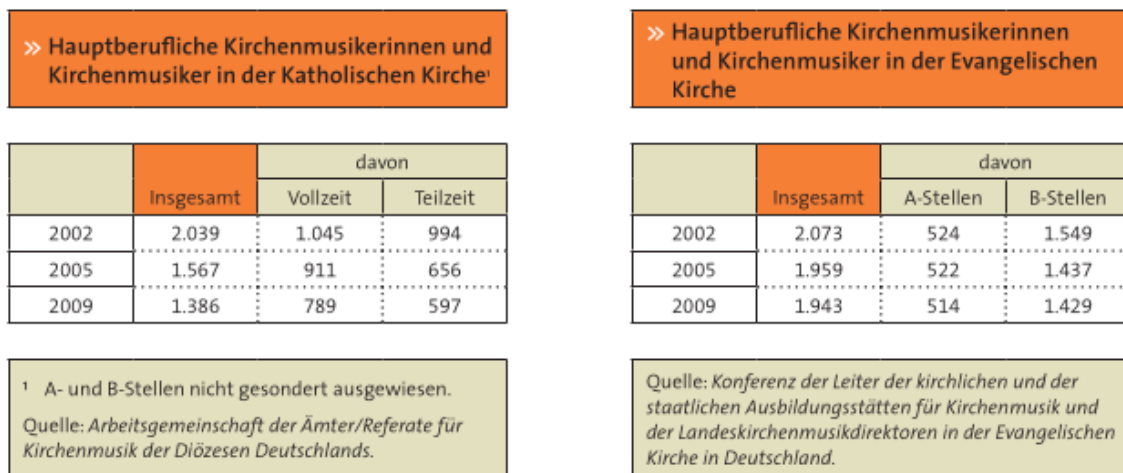 » Hauptberufliche Kirchenmusikerinnen und
Kirchenmusiker in der Katholischen Kirche¹
davon
Insgesamt Vollzeit Teilzeit
2002 2.039 1.045 994
2005 1.567 911 656
2009 1.386 789 597
¹ A- und B-Stellen nicht gesondert ausgewiesen.
Quelle: Arbeitsgemeinschaft der Ämter/Referate für
Kirchenmusik der Diözesen Deutschlands.
» Hauptberufliche Kirchenmusikerinnen
und Kirchenmusiker in der Evangelischen
Kirche
davon
Insgesamt A-Stellen B-Stellen
2002 2.073 524 1.549
2005 1.959 522 1.437
2009 1.943 514 1.429
Quelle: Konferenz der Leiter der kirchlichen und der
staatlichen Ausbildungsstätten für Kirchenmusik und
der Landeskirchenmusikdirektoren in der Evangelischen
Kirche in Deutschland.